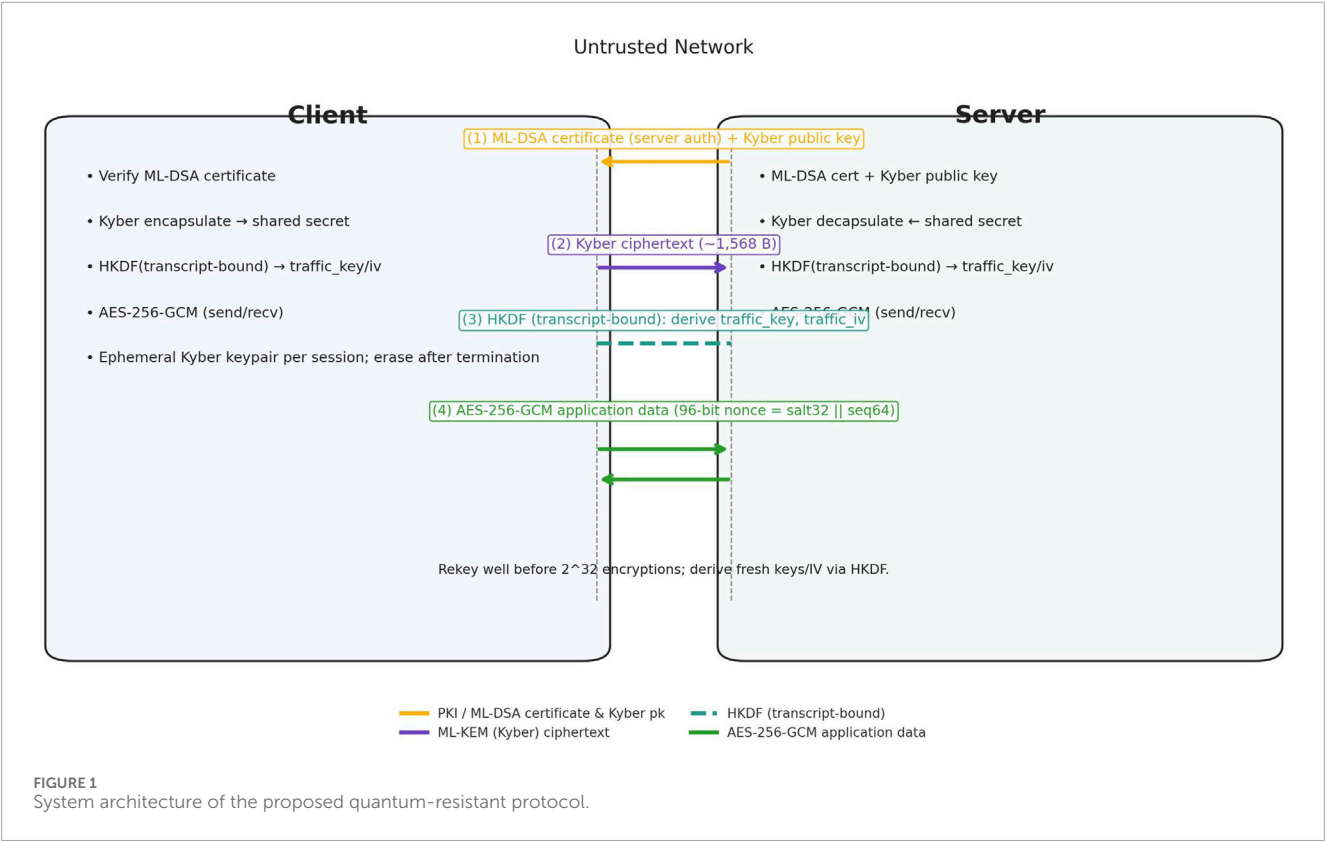 Untrusted Network
Client
Server
(1) ML-DSA certificate (server auth) + Kyber public key
• Verify ML-DSA certificate
• ML-DSA cert + Kyber public key
• Kyber encapsulate → shared secret
• Kyber decapsulate ← shared secret
(2) Kyber ciphertext (~1,568 B)
• HKDF(transcript-bound) → traffic_key/iv
• HKDF(transcript-bound) → traffic_key/iv
• AES-256-GCM (send/recv)
• AES-256-GCM (send/recv)
(3) HKDF (transcript-bound): derive traffic_key, traffic_iv
• Ephemeral Kyber keypair per session; erase after termination
(4) AES-256-GCM application data (96-bit nonce = salt32 || seq64)
Rekey well before 2^32 encryptions; derive fresh keys/IV via HKDF.
PKI / ML-DSA certificate & Kyber pk
ML-KEM (Kyber) ciphertext
HKDF (transcript-bound)
AES-256-GCM application data
FIGURE 1
System architecture of the proposed quantum-resistant protocol.